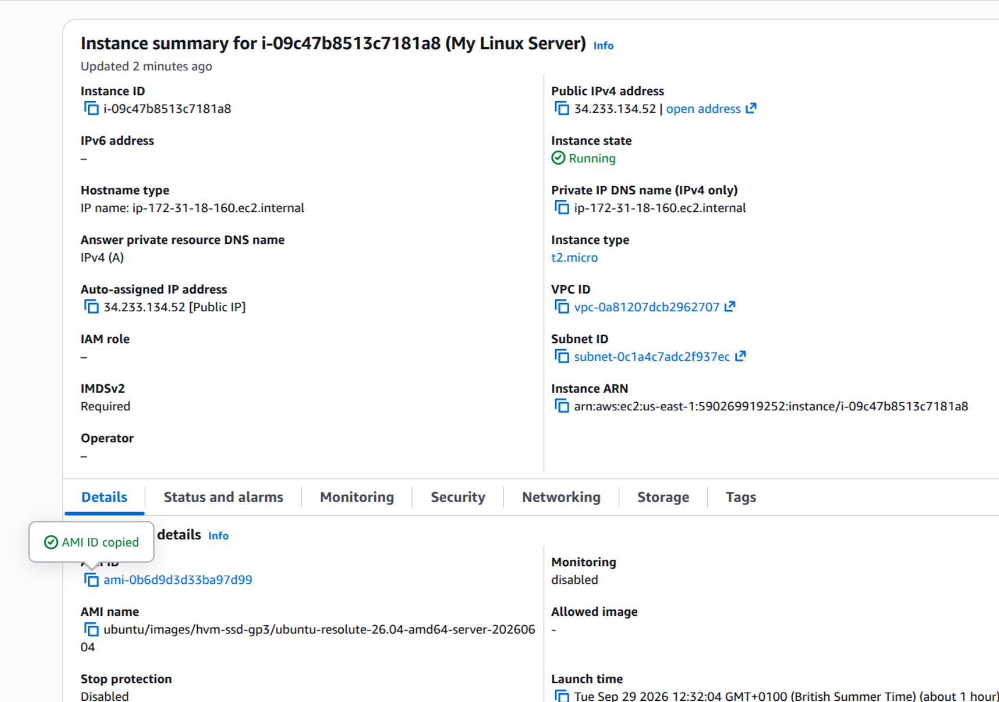 Instance summary for i-09c47b8513c7181a8 (My Linux Server) Info
Updated 2 minutes ago
Instance ID
i-09c47b8513c7181a8
IPv6 address
–
Hostname type
IP name: ip-172-31-18-160.ec2.internal
Answer private resource DNS name
IPv4 (A)
Auto-assigned IP address
34.233.134.52 [Public IP]
IAM role
–
IMDSv2
Required
Operator
–
Public IPv4 address
34.233.134.52 | open address
Instance state
Running
Private IP DNS name (IPv4 only)
ip-172-31-18-160.ec2.internal
Instance type
t2.micro
VPC ID
vpc-0a81207dcb2962707
Subnet ID
subnet-0c1a4c7adc2f937ec
Instance ARN
arn:aws:ec2:us-east-1:590269919252:instance/i-09c47b8513c7181a8
Details Status and alarms Monitoring Security Networking Storage Tags
details Info
AMI ID copied
ami-0b6d9d3d33ba97d99
AMI name
ubuntu/images/hvm-ssd-gp3/ubuntu-resolute-26.04-amd64-server-202606
04
Stop protection
Disabled
Monitoring
disabled
Allowed image
-
Launch time
Tue Sep 29 2026 12:32:04 GMT+0100 (British Summer Time) (about 1 hour)